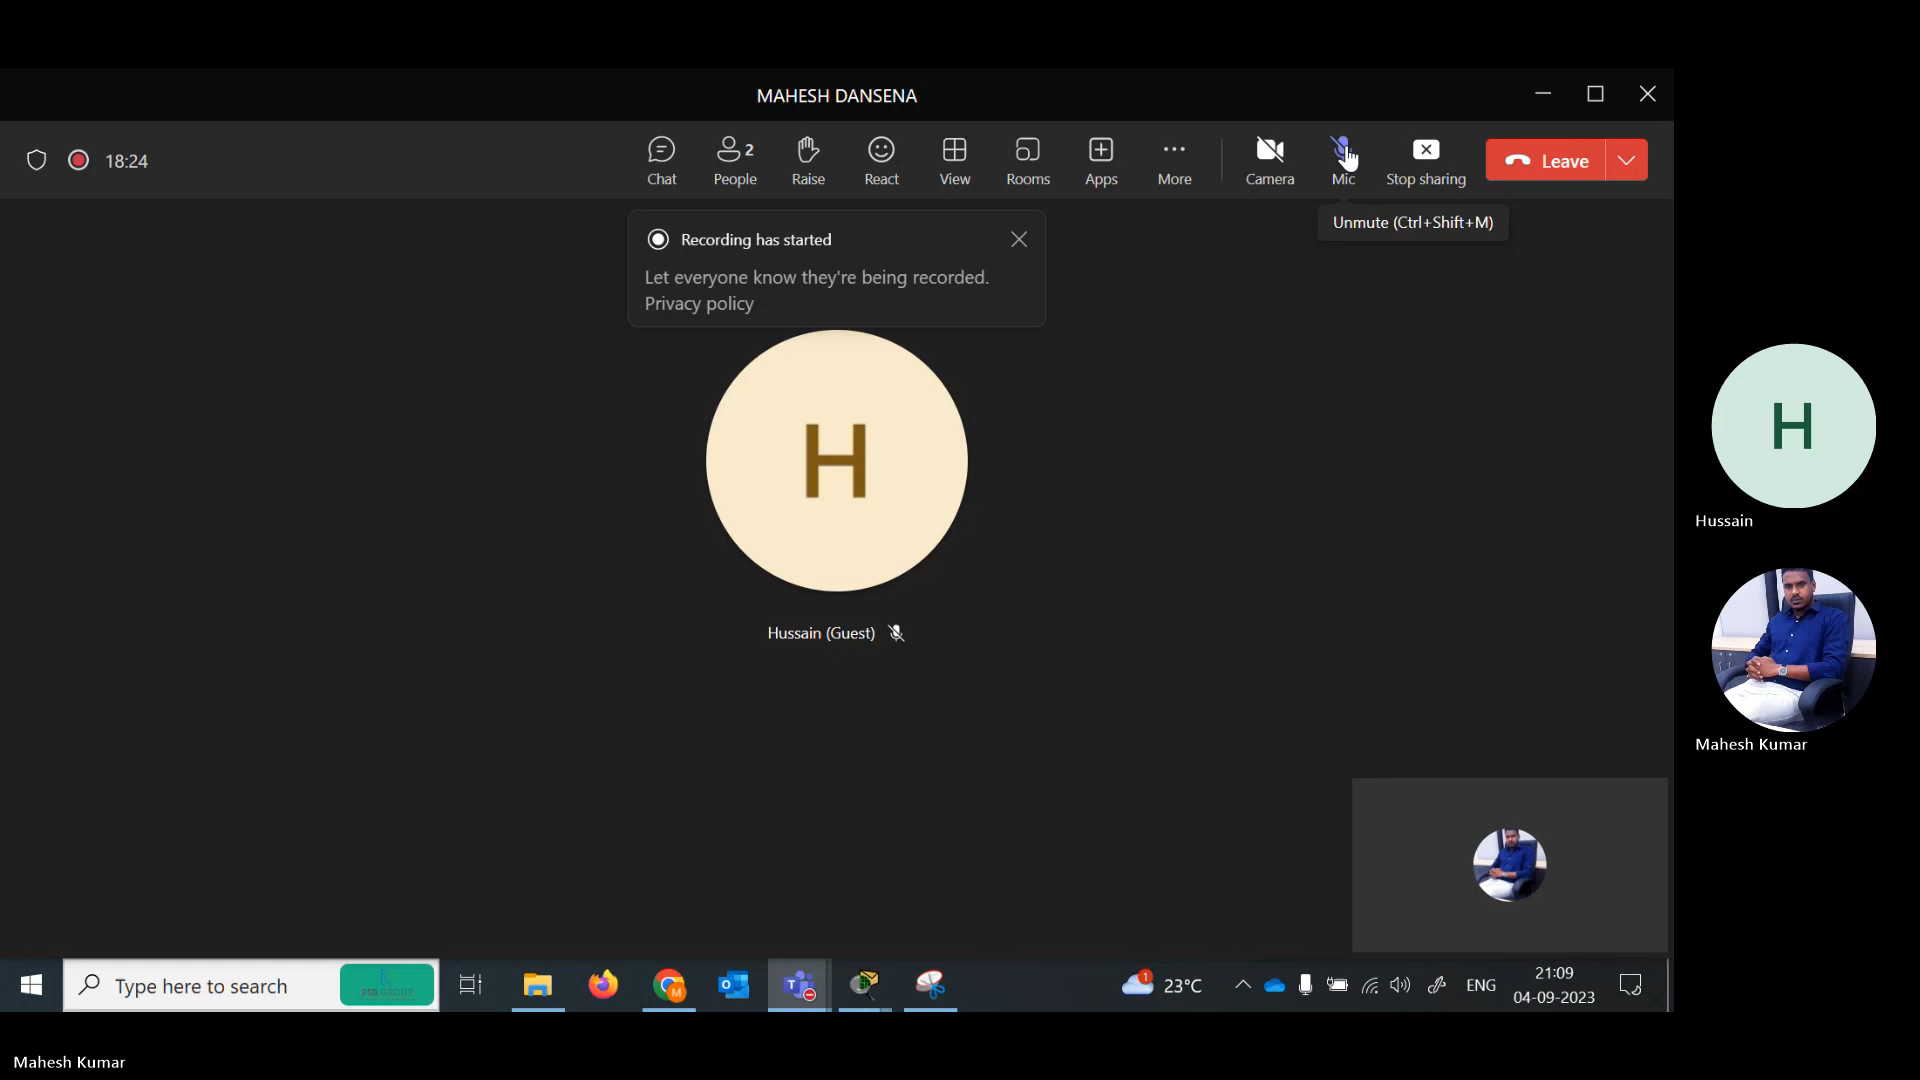 MAHESH DANSENA
18:24
Chat
People 2
Raise
React
View
Rooms
Apps
More
Camera
Mic
Stop sharing
Leave
Unmute (Ctrl+Shift+M)
Recording has started
Let everyone know they're being recorded.
Privacy policy
H
Hussain (Guest)
H
Hussain
Mahesh Kumar
Type here to search
GROUP
M
1
23°C
ENG
21:09
04-09-2023
Mahesh Kumar